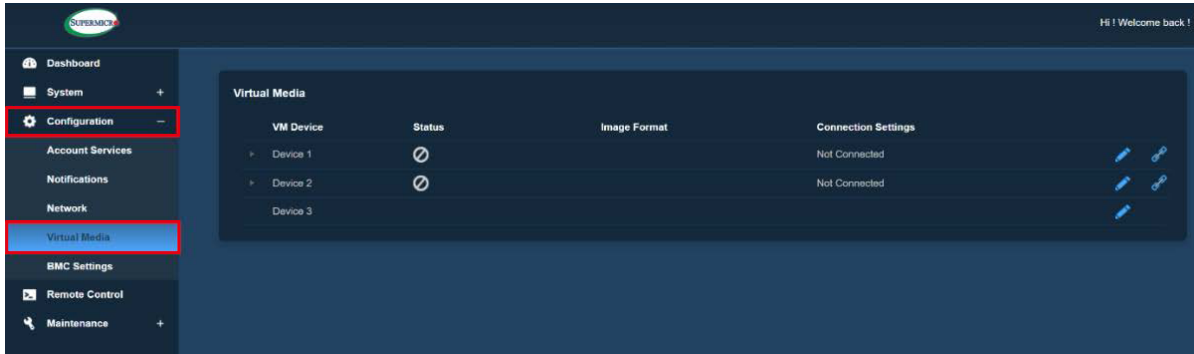 SUPERMICR
Hi ! Welcome back !
Dashboard
System +
Configuration −
Account Services
Notifications
Network
Virtual Media
BMC Settings
Remote Control
Maintenance +
Virtual Media
VM Device Status Image Format Connection Settings
Device 1 Not Connected
Device 2 Not Connected
Device 3